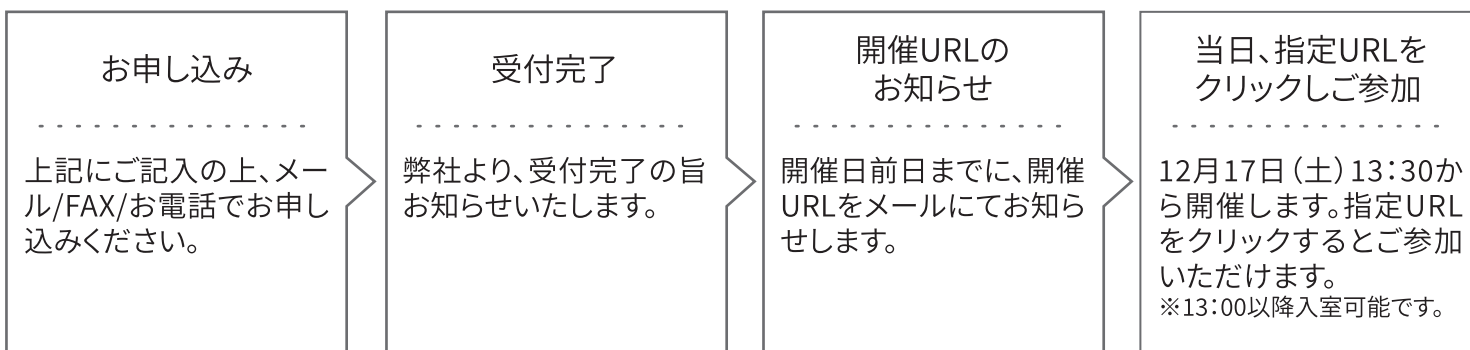 お申し込み
上記にご記入の上、メー
ル/FAX/お電話でお申し
込みください。
受付完了
弊社より、受付完了の旨
お知らせいたします。
開催URLの
お知らせ
開催日前日までに、開催
URLをメールにてお知ら
せします。
当日、指定URLを
クリックしご参加
12月17日（土）13：30か
ら開催します。指定URL
をクリックするとご参加
いただけます。
※13：00以降入室可能です。